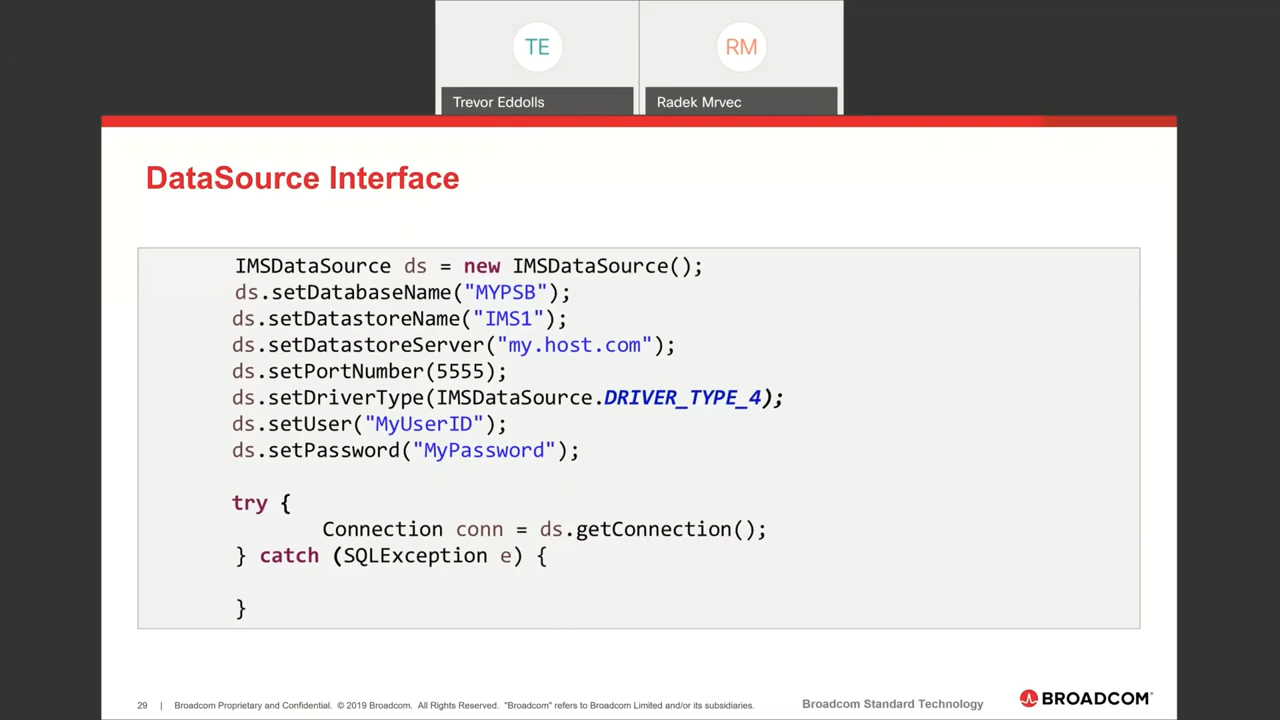 TE
RM
Trevor Eddolls
Radek Mrvec
DataSource Interface
IMSDataSource ds = new IMSDataSource();
ds.setDatabaseName("MYPSB");
ds.setDatastoreName("IMS1");
ds.setDatastoreServer("my.host.com");
ds.setPortNumber(5555);
ds.setDriverType(IMSDataSource.DRIVER_TYPE_4);
ds.setUser("MyUserID");
ds.setPassword("MyPassword");
try {
Connection conn = ds.getConnection();
} catch (SQLException e) {
}
29 | Broadcom Proprietary and Confidential. © 2019 Broadcom. All Rights Reserved. "Broadcom" refers to Broadcom Limited and/or its subsidiaries.
Broadcom Standard Technology
BROADCOM